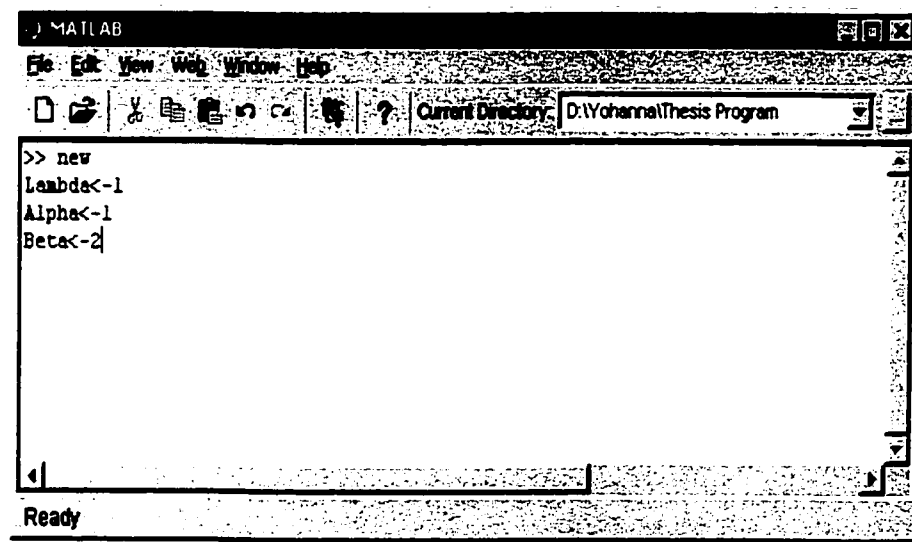 MATLAB
File Edit View Web Window Help
? Current Directory: D:\Yohanna\Thesis Program
>> new
Lambda<-1
Alpha<-1
Beta<-2
Ready